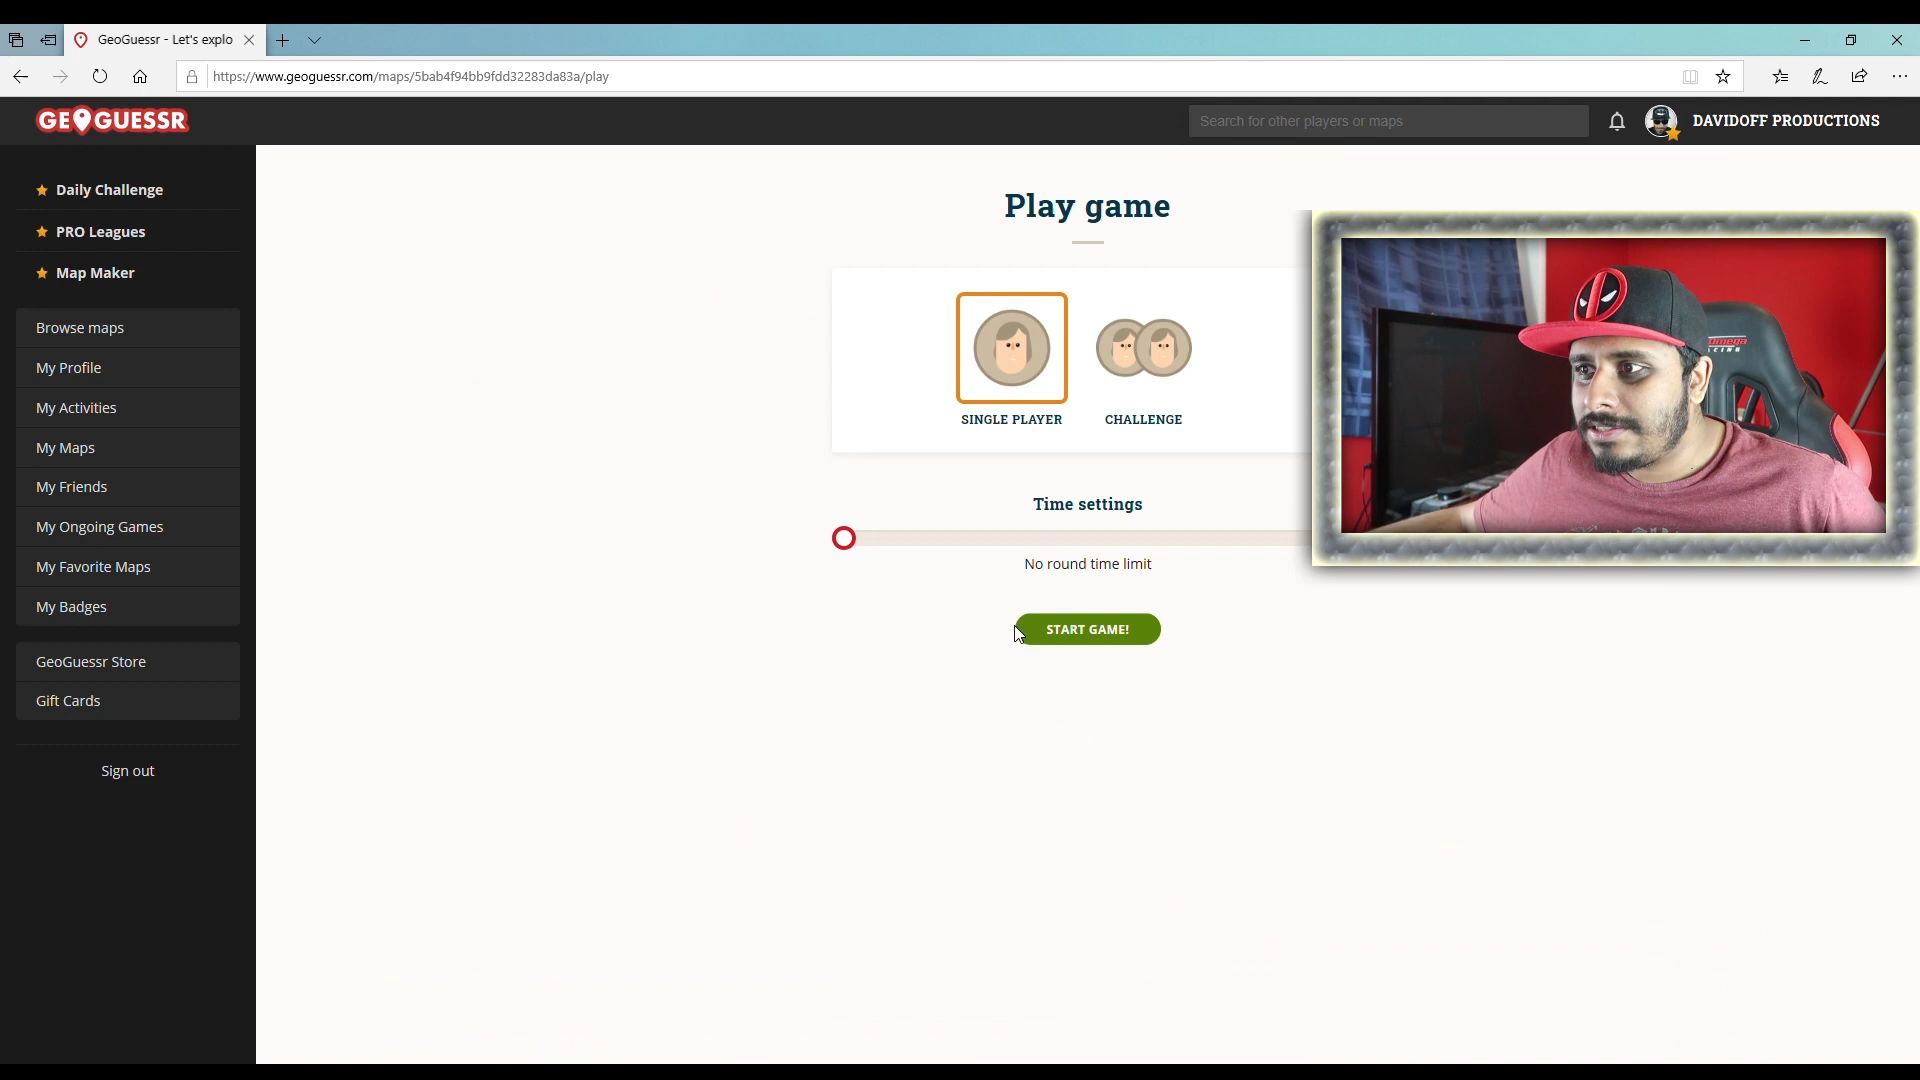 GeoGuessr - Let's explo
https://www.geoguessr.com/maps/5bab4f94bb9fdd32283da83a/play
GEOGUESSR
Search for other players or maps
DAVIDOFF PRODUCTIONS
Daily Challenge
PRO Leagues
Map Maker
Browse maps
My Profile
My Activities
My Maps
My Friends
My Ongoing Games
My Favorite Maps
My Badges
GeoGuessr Store
Gift Cards
Sign out
Play game
SINGLE PLAYER
CHALLENGE
Time settings
No round time limit
START GAME!
omega